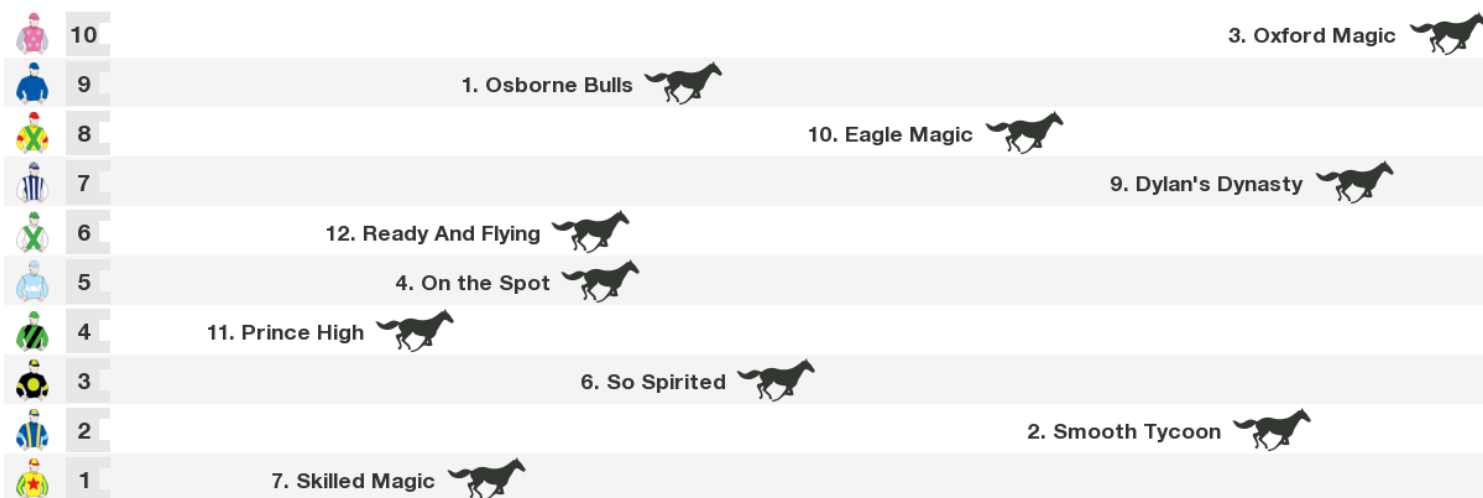 10 3. Oxford Magic
9 1. Osborne Bulls
8 10. Eagle Magic
7 9. Dylan's Dynasty
6 12. Ready And Flying
5 4. On the Spot
4 11. Prince High
3 6. So Spirited
2 2. Smooth Tycoon
1 7. Skilled Magic